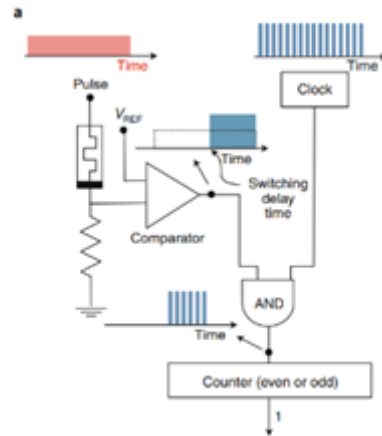 a
Time
Time
Pulse
Clock
VREF
Time
Switching
delay
time
Comparator
AND
Time
Counter (even or odd)
1